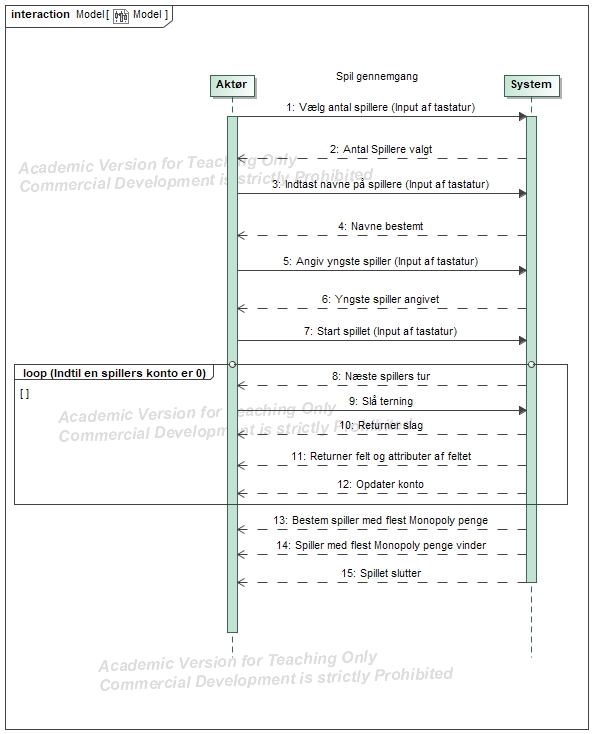 interaction Model[ Model ]
Spil gennemgang
Aktør
System
1: Vælg antal spillere (Input af tastatur)
2: Antal Spillere valgt
Academic Version for Teaching Only
Commercial Development is strictly Prohibited
3: Indtast navne på spillere (Input af tastatur)
4: Navne bestemt
5: Angiv yngste spiller (Input af tastatur)
6: Yngste spiller angivet
7: Start spillet (Input af tastatur)
loop (Indtil en spillers konto er 0)
[ ]
8: Næste spillers tur
9: Slå terning
Academic Version for Teaching Only
Commercial Development is strictly Prohibited
10: Returner slag
11: Returner felt og attributer af feltet
12: Opdater konto
13: Bestem spiller med flest Monopoly penge
14: Spiller med flest Monopoly penge vinder
15: Spillet slutter
Academic Version for Teaching Only
Commercial Development is strictly Prohibited